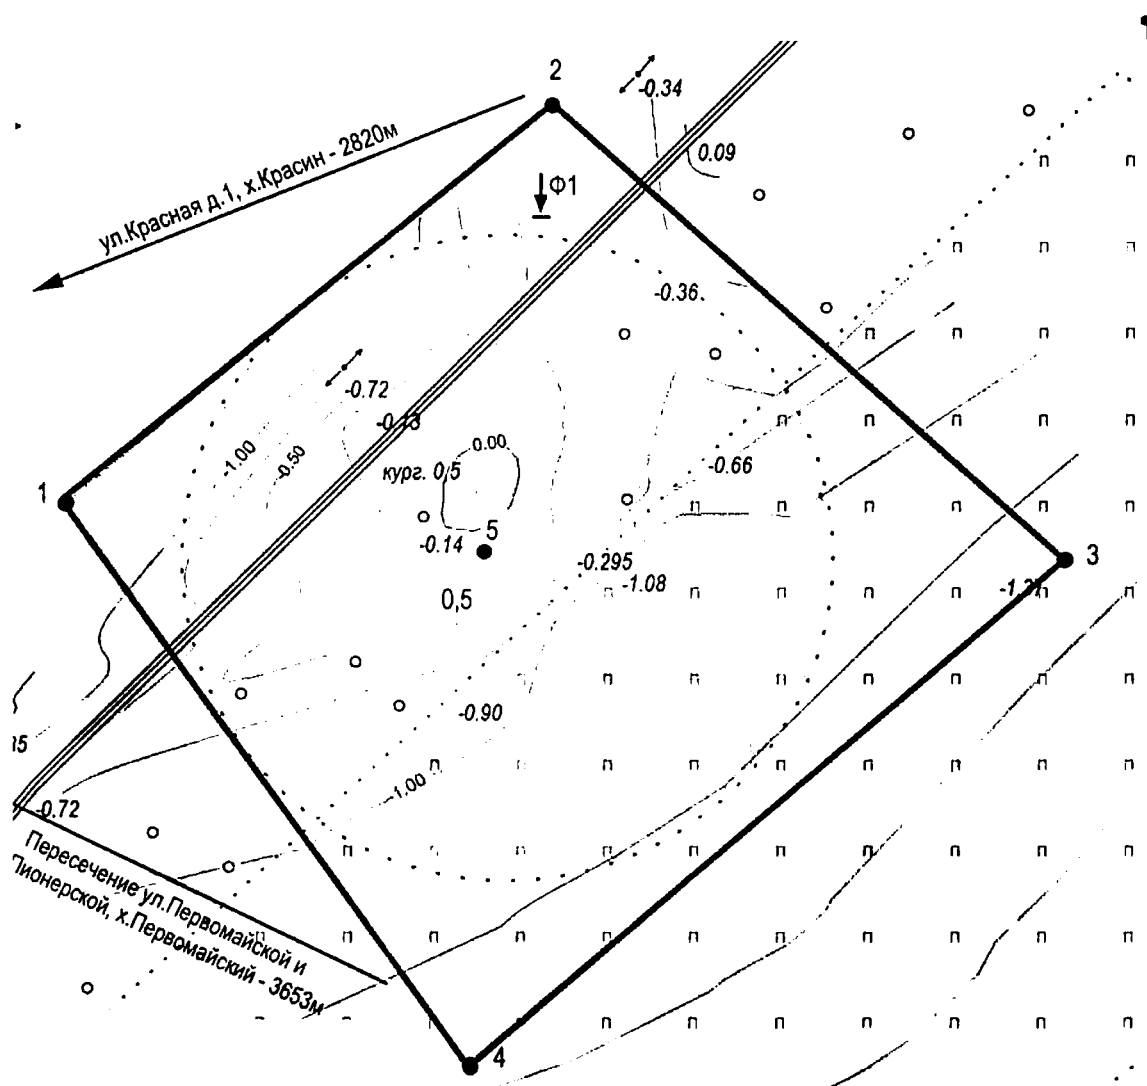 2
-0.34
0.09
ул.Красная д.1, х.Красин - 2820м
Ф1
-0.36
-0.72
-0.13
-1.00
-0.50
0.00
кург. 0,5
-0.66
1
5
-0.14
3
-0.295
-1.08
0,5
-0.90
-1.00
-0.72
Пересечение ул.Первомайской и
Пионерской, х.Первомайский - 3653м
4
п п
п п п
п п п п
п п п п п
п п п п п п
п п п п п п п
п п п п п п п
п п п п п п п п п
п п п п п п п п п п
п п п п п п п п п п п
п п п п п п п